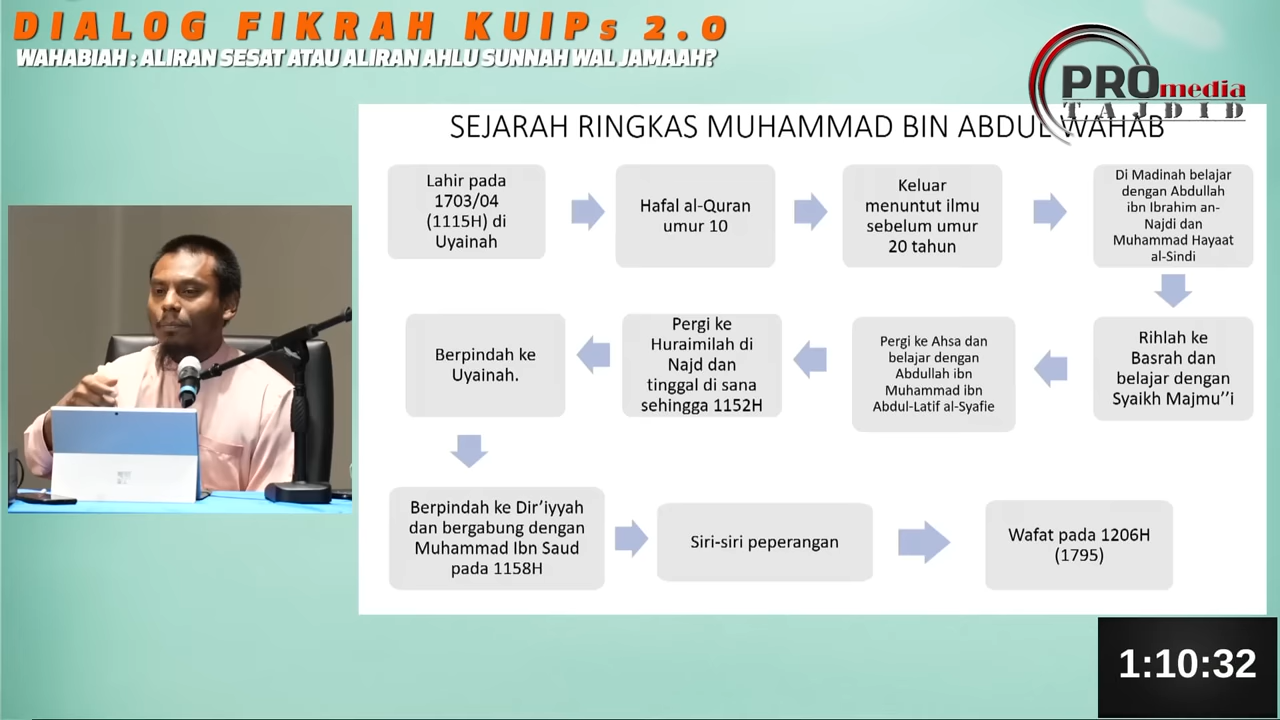 DIALOG FIKRAH KUIPs 2.0
WAHABIAH : ALIRAN SESAT ATAU ALIRAN AHLU SUNNAH WAL JAMAAH?
PROmedia
TAJDID
SEJARAH RINGKAS MUHAMMAD BIN ABDUL WAHAB
Lahir pada
1703/04
(1115H) di
Uyainah
Hafal al-Quran
umur 10
Keluar
menuntut ilmu
sebelum umur
20 tahun
Di Madinah belajar
dengan Abdullah
ibn Ibrahim an-
Najdi dan
Muhammad Hayaat
al-Sindi
Rihlah ke
Basrah dan
belajar dengan
Syaikh Majmu’’i
Pergi ke Ahsa dan
belajar dengan
Abdullah ibn
Muhammad ibn
Abdul-Latif al-Syafie
Pergi ke
Huraimilah di
Najd dan
tinggal di sana
sehingga 1152H
Berpindah ke
Uyainah.
Berpindah ke Dir’iyyah
dan bergabung dengan
Muhammad Ibn Saud
pada 1158H
Siri-siri peperangan
Wafat pada 1206H
(1795)
1:10:32